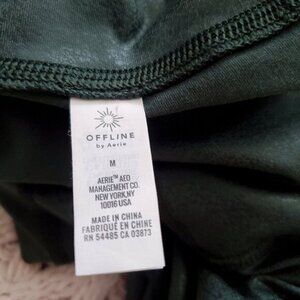 OFFLINE
by Aerie
M
AERIE™ AEO
MANAGEMENT CO.
NEW YORK, NY
10016 USA
MADE IN CHINA
FABRIQUÉ EN CHINE
RN 54485 CA 03873